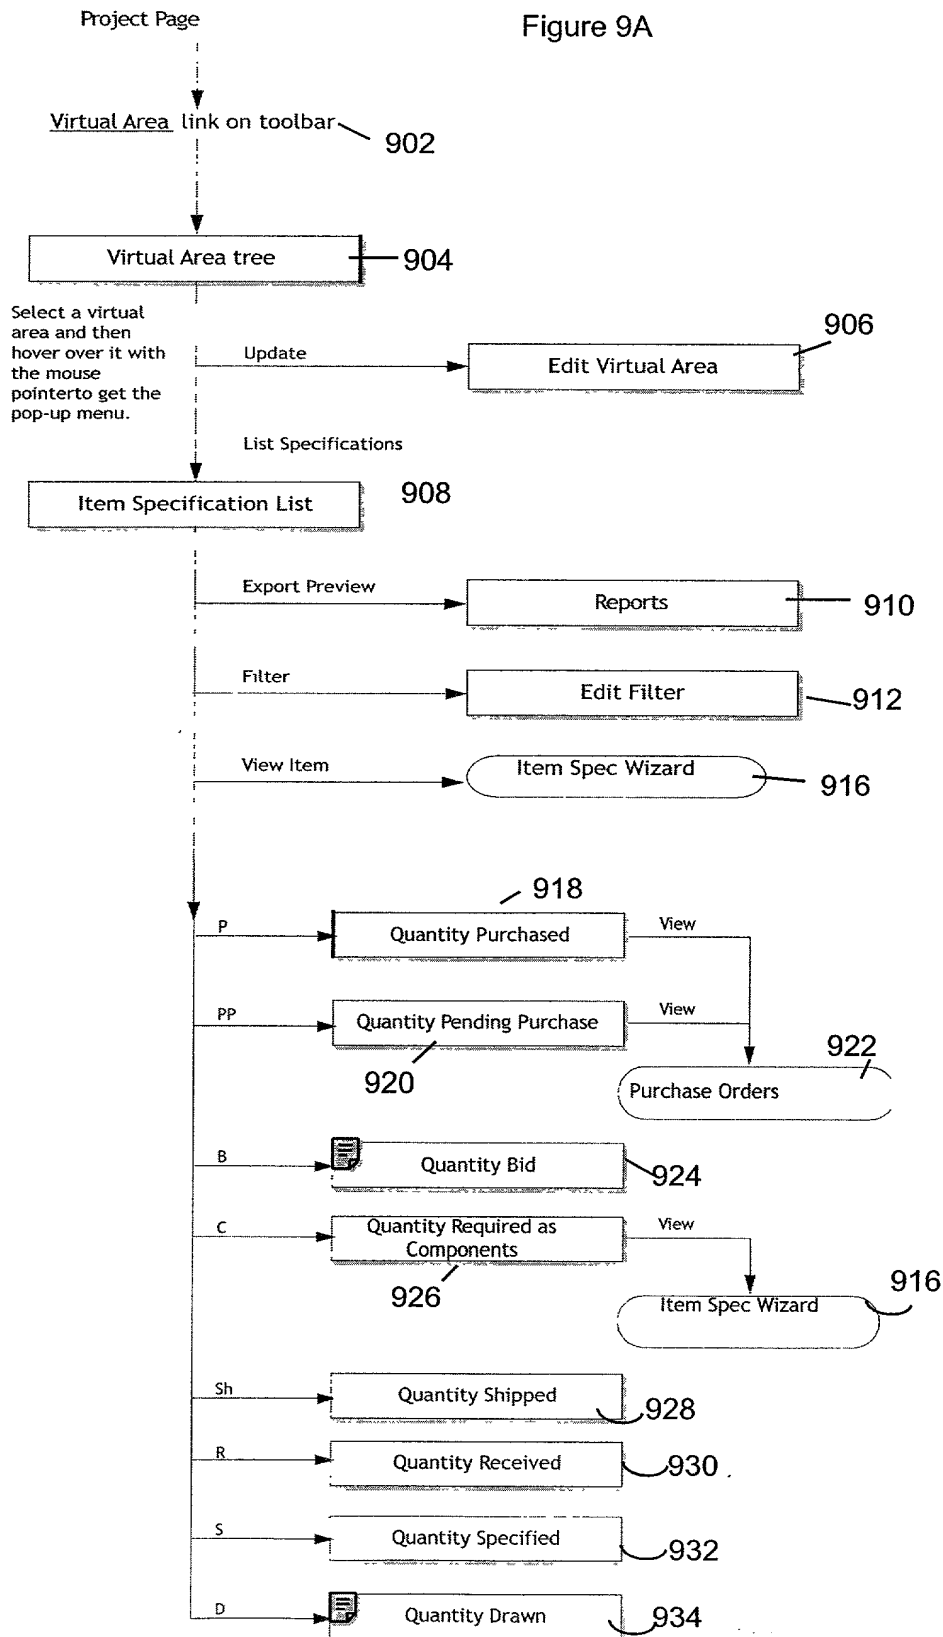 Project Page
Figure 9A
Virtual Area link on toolbar
902
Virtual Area tree
904
Select a virtual
area and then
hover over it with
the mouse
pointerto get the
pop-up menu.
906
Update
Edit Virtual Area
List Specifications
Item Specification List
908
Export Preview
Reports
910
Filter
Edit Filter
912
View Item
Item Spec Wizard
916
918
P
Quantity Purchased
View
PP
Quantity Pending Purchase
View
920
922
Purchase Orders
B
Quantity Bid
924
C
Quantity Required as
Components
View
926
916
Item Spec Wizard
Sh
Quantity Shipped
928
R
Quantity Received
930
S
Quantity Specified
932
D
Quantity Drawn
934